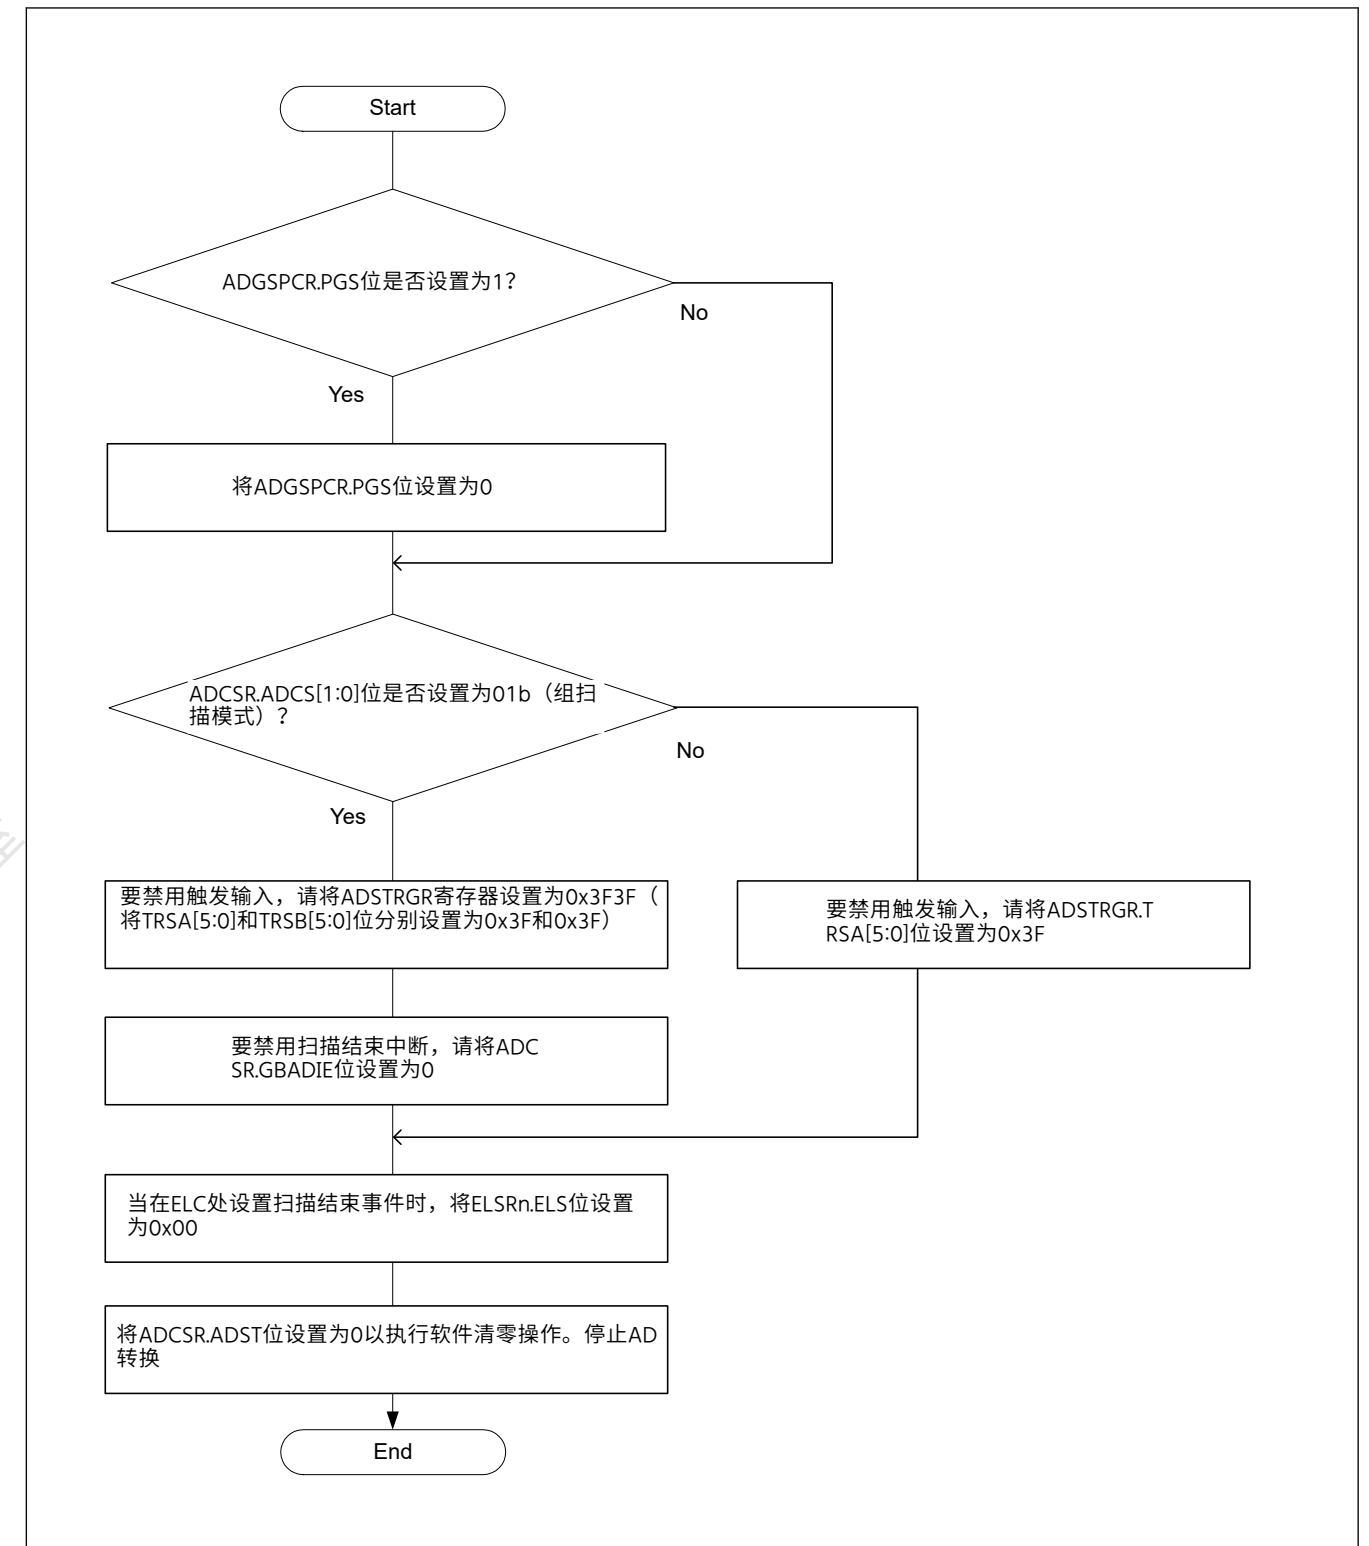 Start
ADGSPCR.PGS位是否设置为1？
No
Yes
将ADGSPCR.PGS位设置为0
ADCSR.ADCS[1:0]位是否设置为01b（组扫
描模式）？
No
Yes
要禁用触发输入，请将ADSTRGR寄存器设置为0x3F3F（
将TRSA[5:0]和TRSB[5:0]位分别设置为0x3F和0x3F）
要禁用触发输入，请将ADSTRGR.T
RSA[5:0]位设置为0x3F
要禁用扫描结束中断，请将ADC
SR.GBADIE位设置为0
当在ELC处设置扫描结束事件时，将ELSRn.ELS位设置
为0x00
将ADCSR.ADST位设置为0以执行软件清零操作。停止AD
转换
End